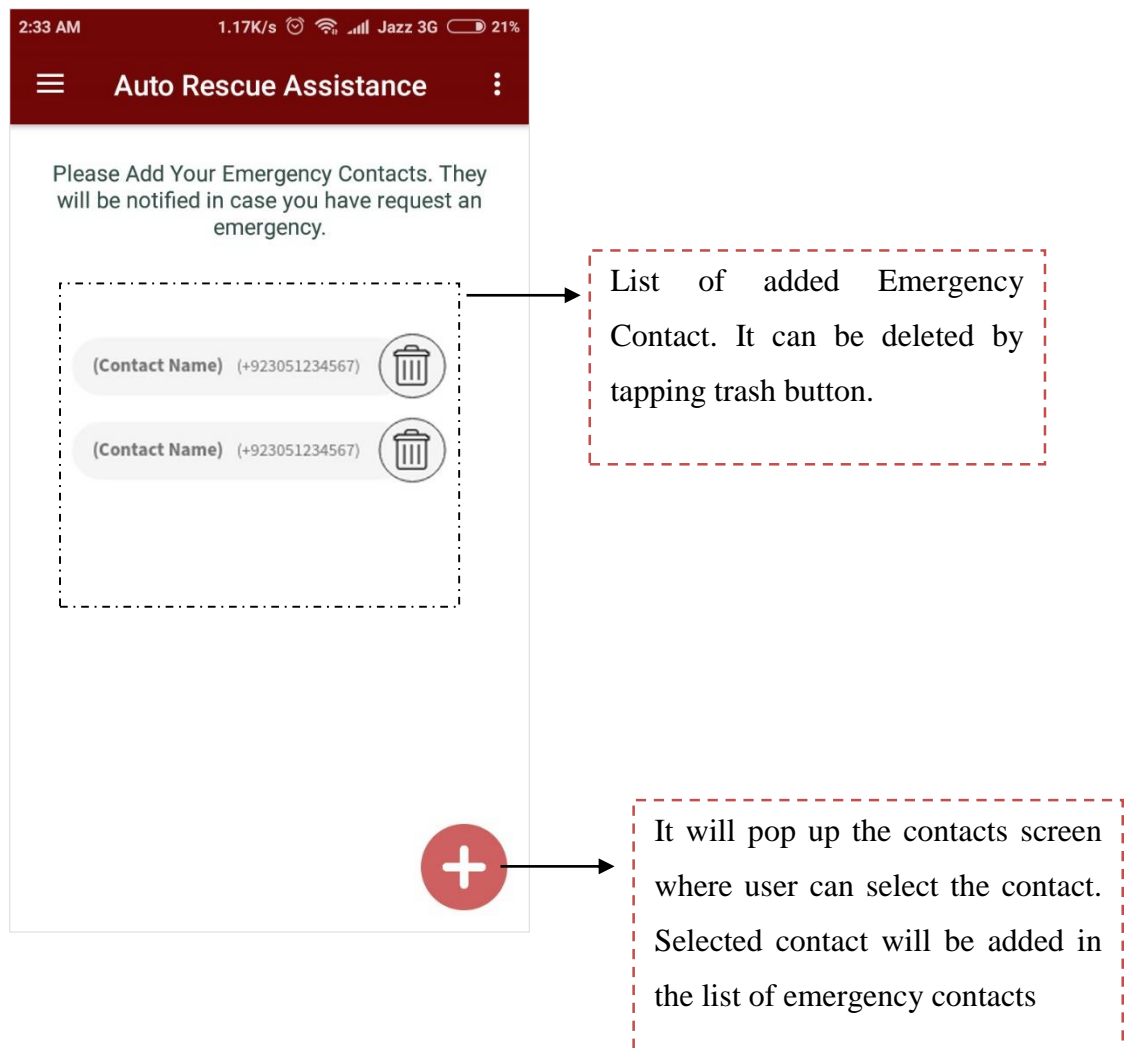 2:33 AM 1.17K/s Jazz 3G 21%
Auto Rescue Assistance
Please Add Your Emergency Contacts. They
will be notified in case you have request an
emergency.
List of added Emergency
Contact. It can be deleted by
tapping trash button.
(Contact Name) (+923051234567)
(Contact Name) (+923051234567)
It will pop up the contacts screen
where user can select the contact.
Selected contact will be added in
the list of emergency contacts